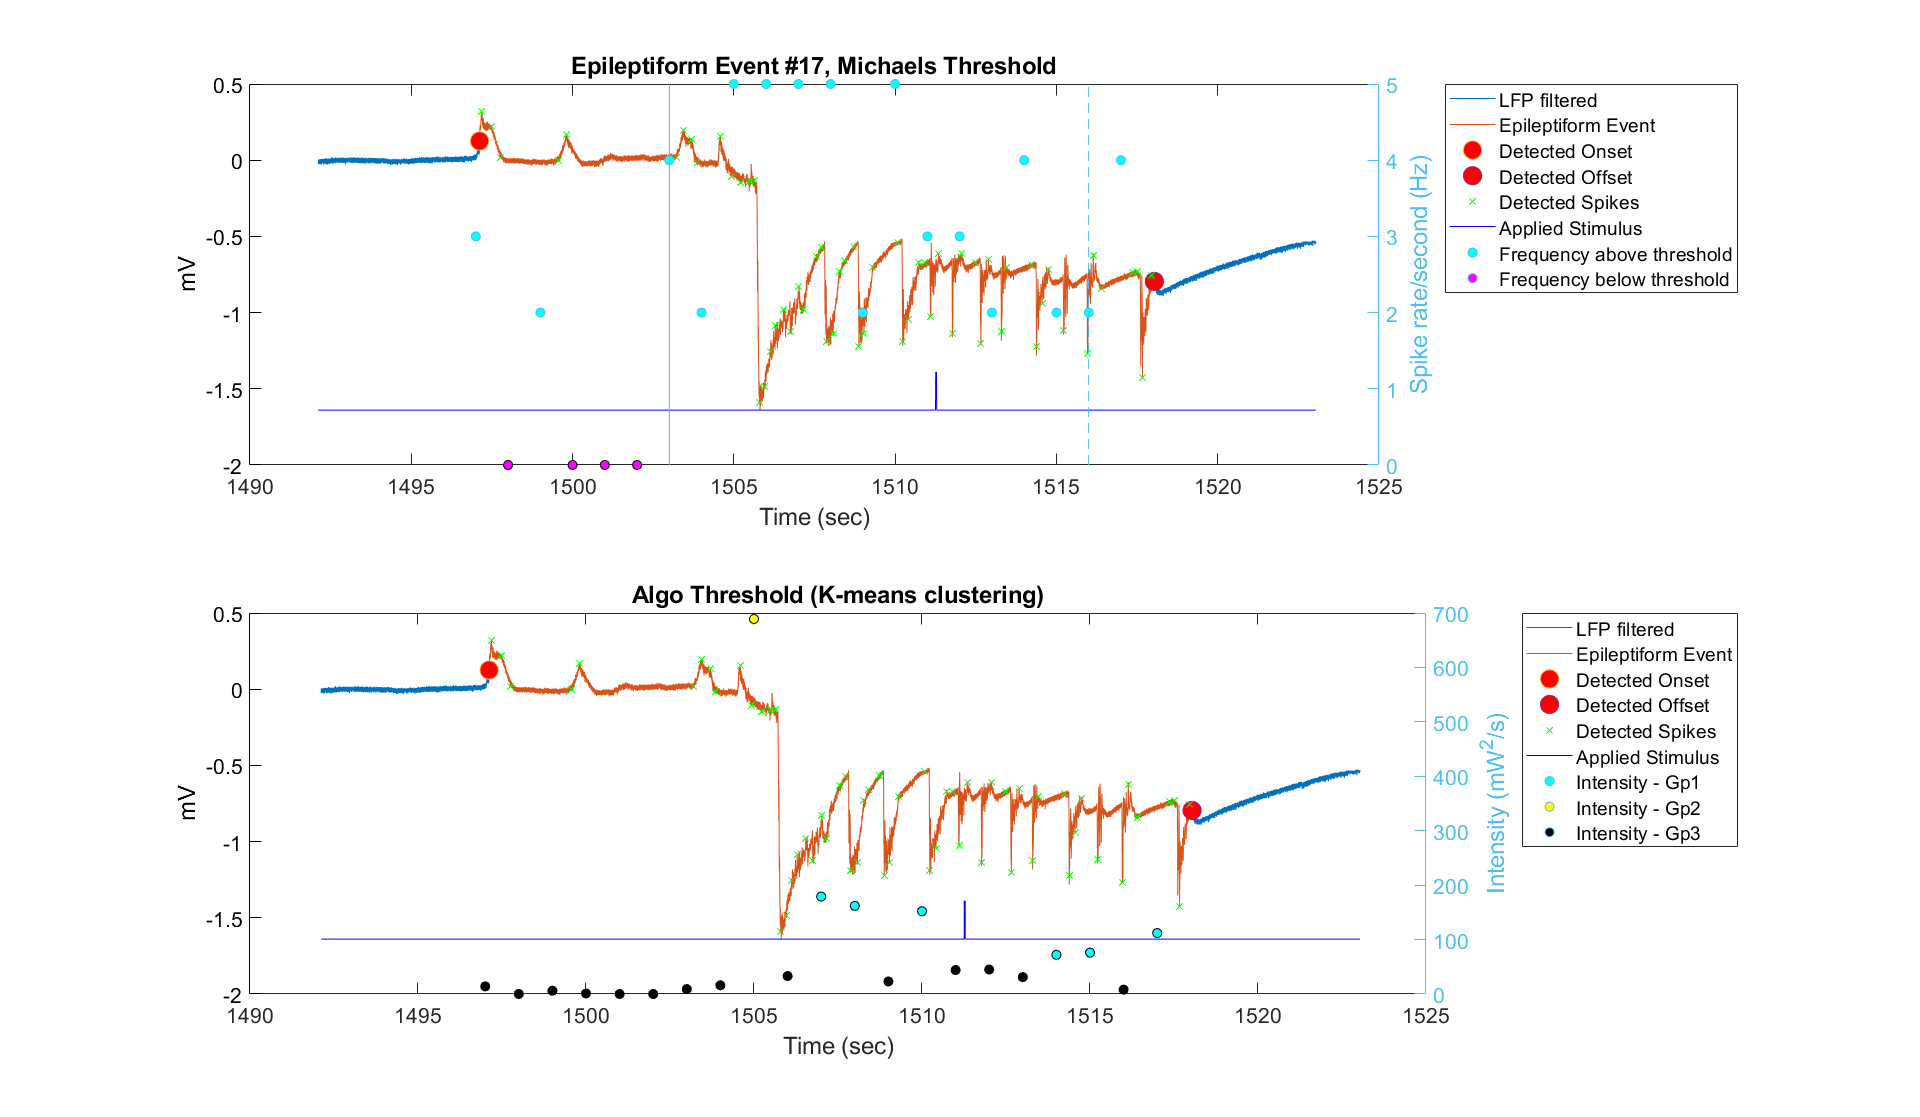 Epileptiform Event #17, Michaels Threshold
0.5
0
-0.5
-1
-1.5
-2
mV
1490
1495
1500
1505
1510
1515
1520
1525
Time (sec)
5
4
3
2
1
0
Spike rate/second (Hz)
LFP filtered
Epileptiform Event
Detected Onset
Detected Offset
Detected Spikes
Applied Stimulus
Frequency above threshold
Frequency below threshold
Algo Threshold (K-means clustering)
0.5
0
-0.5
-1
-1.5
-2
mV
1490
1495
1500
1505
1510
1515
1520
1525
Time (sec)
700
600
500
400
300
200
100
0
Intensity (mW²/s)
LFP filtered
Epileptiform Event
Detected Onset
Detected Offset
Detected Spikes
Applied Stimulus
Intensity - Gp1
Intensity - Gp2
Intensity - Gp3